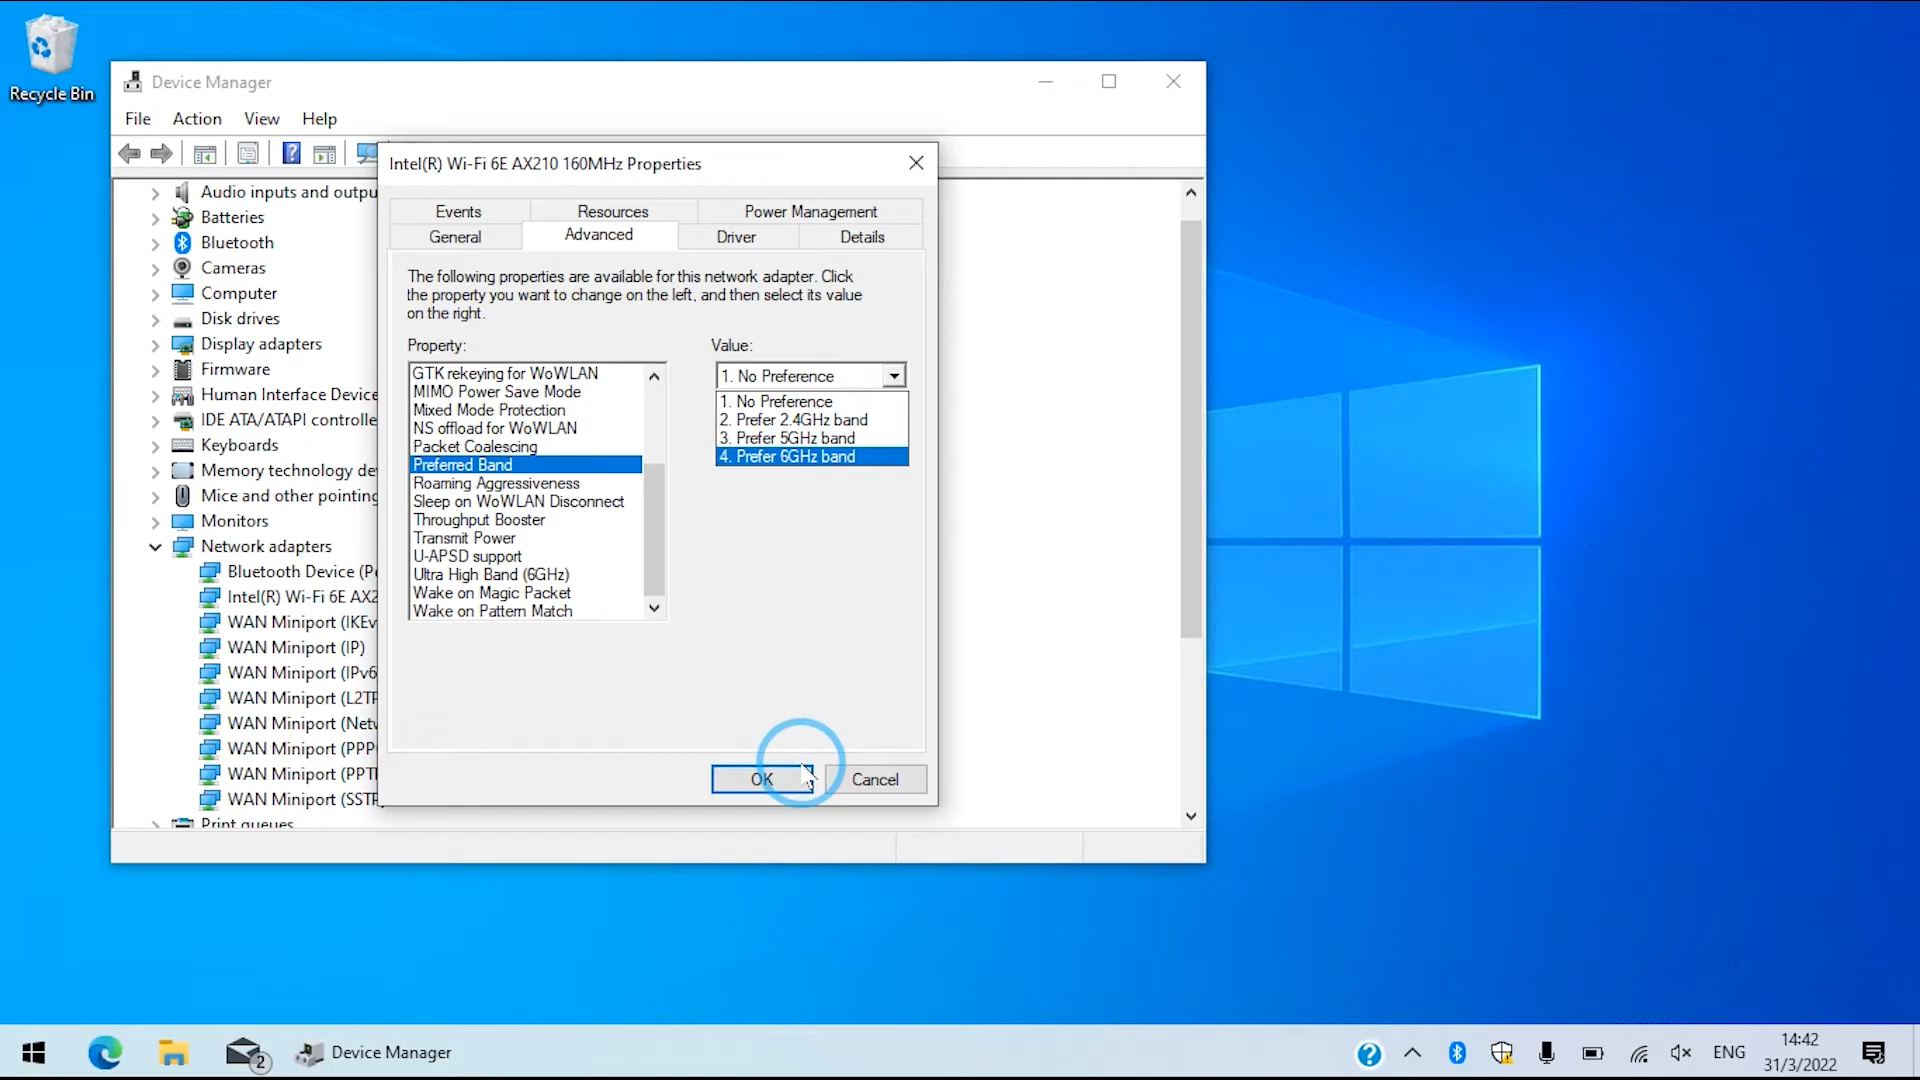 Recycle Bin
Device Manager
File Action View Help
Audio inputs and outpu
Batteries
Bluetooth
Cameras
Computer
Disk drives
Display adapters
Firmware
Human Interface Device
IDE ATA/ATAPI controlle
Keyboards
Memory technology de
Mice and other pointing
Monitors
Network adapters
Bluetooth Device (Pe
Intel(R) Wi-Fi 6E AX2
WAN Miniport (IKEv
WAN Miniport (IP)
WAN Miniport (IPv6
WAN Miniport (L2TP
WAN Miniport (Netw
WAN Miniport (PPPO
WAN Miniport (PPTP
WAN Miniport (SSTP
Print queues
Intel(R) Wi-Fi 6E AX210 160MHz Properties
Events Resources Power Management
General Advanced Driver Details
The following properties are available for this network adapter. Click
the property you want to change on the left, and then select its value
on the right.
Property:
GTK rekeying for WoWLAN
MIMO Power Save Mode
Mixed Mode Protection
NS offload for WoWLAN
Packet Coalescing
Preferred Band
Roaming Aggressiveness
Sleep on WoWLAN Disconnect
Throughput Booster
Transmit Power
U-APSD support
Ultra High Band (6GHz)
Wake on Magic Packet
Wake on Pattern Match
Value:
1. No Preference
1. No Preference
2. Prefer 2.4GHz band
3. Prefer 5GHz band
4. Prefer 6GHz band
OK Cancel
2
Device Manager
ENG
14:42
31/3/2022